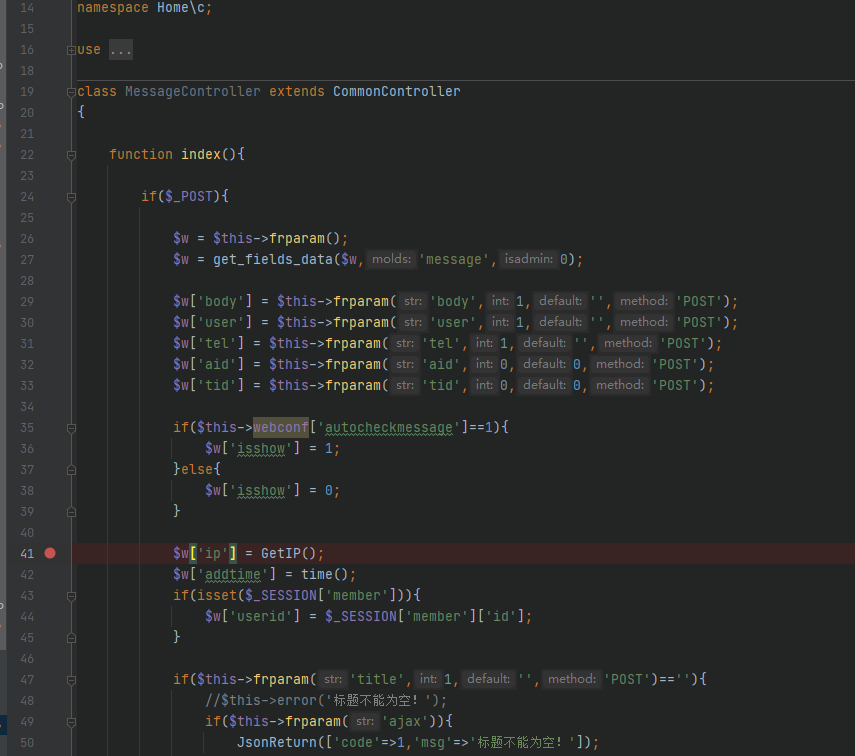 14 namespace Home\c;
15
16 use ...
18
19 class MessageController extends CommonController
20 {
21
22 function index(){
23
24 if($_POST){
25
26 $w = $this->frparam();
27 $w = get_fields_data($w, molds: 'message', isadmin: 0);
28
29 $w['body'] = $this->frparam( str: 'body', int: 1, default: '', method: 'POST');
30 $w['user'] = $this->frparam( str: 'user', int: 1, default: '', method: 'POST');
31 $w['tel'] = $this->frparam( str: 'tel', int: 1, default: '', method: 'POST');
32 $w['aid'] = $this->frparam( str: 'aid', int: 0, default: 0, method: 'POST');
33 $w['tid'] = $this->frparam( str: 'tid', int: 0, default: 0, method: 'POST');
34
35 if($this->webconf['autocheckmessage']==1){
36 $w['isshow'] = 1;
37 }else{
38 $w['isshow'] = 0;
39 }
40
41 $w['ip'] = GetIP();
42 $w['addtime'] = time();
43 if(isset($_SESSION['member'])){
44 $w['userid'] = $_SESSION['member']['id'];
45 }
46
47 if($this->frparam( str: 'title', int: 1, default: '', method: 'POST')==''){
48 //$this->error('标题不能为空！');
49 if($this->frparam( str: 'ajax')){
50 JsonReturn(['code'=>1,'msg'=>'标题不能为空！']);